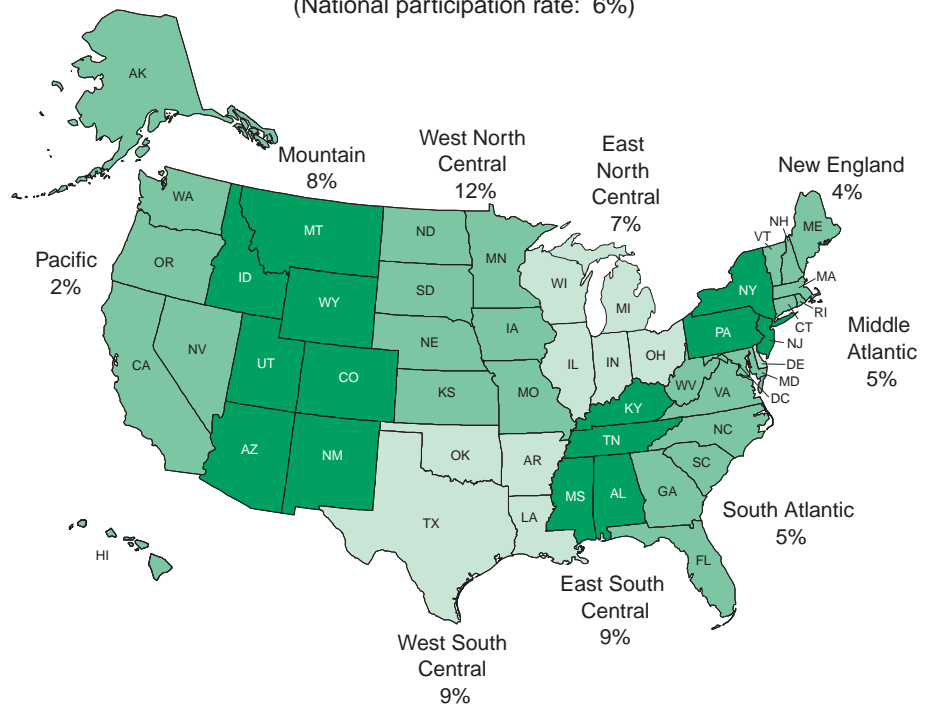 (National participation rate: 6%)
AK
Mountain
8%
West North
Central
12%
East
North
Central
7%
New England
4%
Pacific
2%
WA
OR
CA
NV
ID
MT
WY
UT
CO
AZ
NM
ND
SD
NE
KS
MN
IA
MO
WI
MI
IL
IN
OH
OK
AR
TX
LA
KY
TN
MS
AL
WV
VA
NC
SC
GA
FL
NY
PA
VT
NH
ME
MA
RI
CT
NJ
DE
MD
DC
Middle
Atlantic
5%
South Atlantic
5%
East South
Central
9%
West South
Central
9%
HI